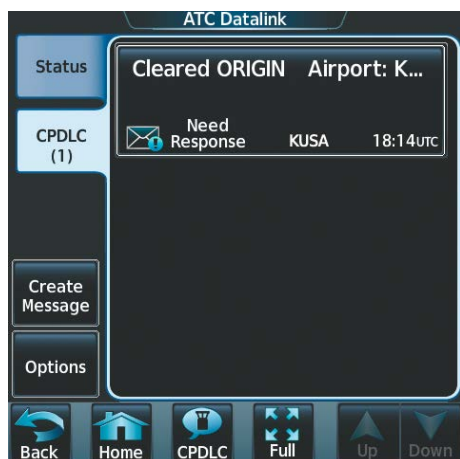 ATC Datalink
Status
CPDLC
(1)
Cleared ORIGIN Airport: K...
Need
Response
KUSA
18:14UTC
Create
Message
Options
Back
Home
CPDLC
Full
Up
Down